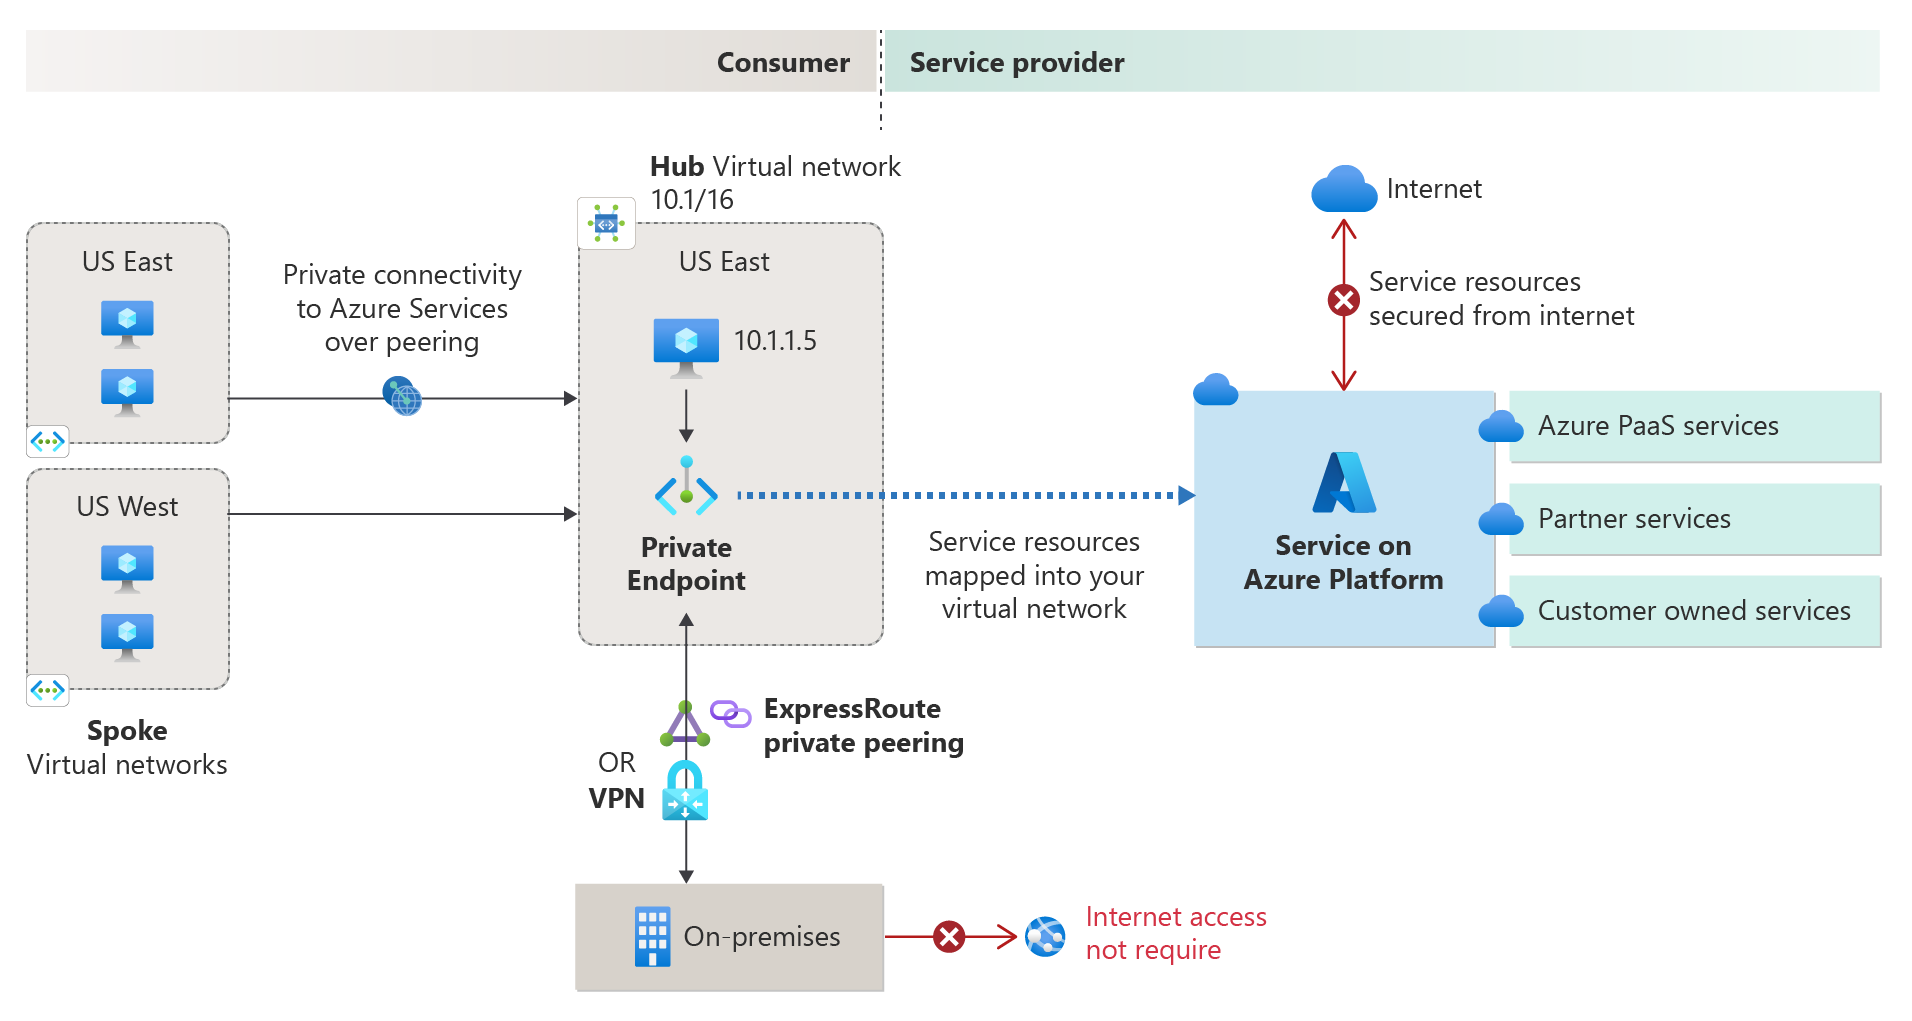 Consumer
Service provider
Hub Virtual network
10.1/16
Internet
US East
Private connectivity
to Azure Services
over peering
US East
10.1.1.5
Service resources
secured from internet
US West
Private
Endpoint
Service resources
mapped into your
virtual network
Service on
Azure Platform
Azure PaaS services
Partner services
Customer owned services
Spoke
Virtual networks
ExpressRoute
private peering
OR
VPN
On-premises
Internet access
not require